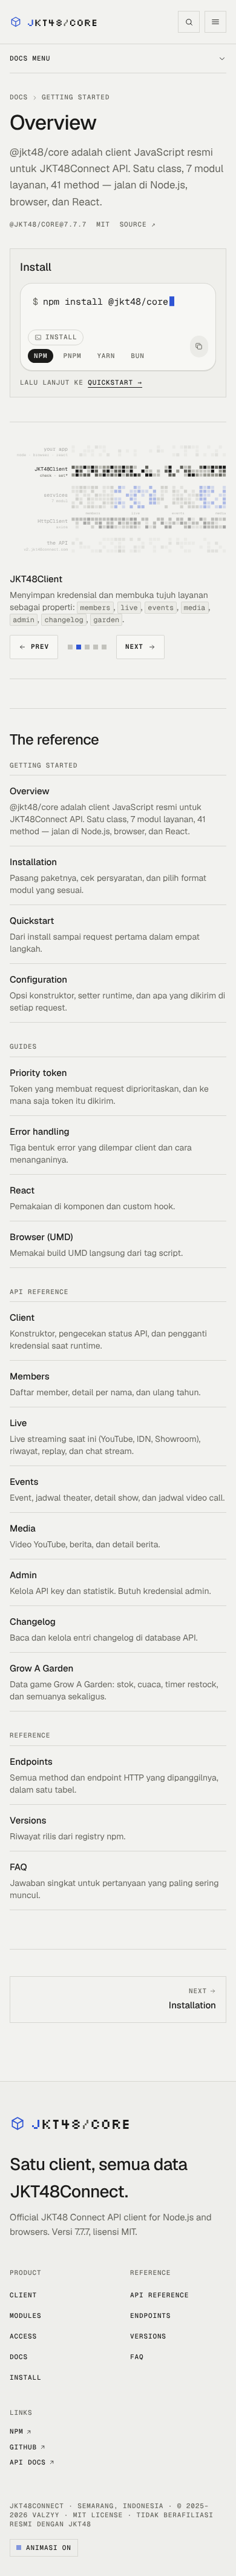 JKT48/CORE
DOCS MENU
DOCS › GETTING STARTED
Overview
@jkt48/core adalah client JavaScript resmi
untuk JKT48Connect API. Satu class, 7 modul
layanan, 41 method — jalan di Node.js,
browser, dan React.
@JKT48/CORE@7.7.7 MIT SOURCE ↗
Install
$ npm install @jkt48/core
INSTALL
NPM PNPM YARN BUN
LALU LANJUT KE QUICKSTART →
your app
JKT48Client
services
HttpClient
the API
JKT48Client
Menyimpan kredensial dan membuka tujuh layanan
sebagai properti: members, live, events, media,
admin, changelog, garden.
← PREV
NEXT →
The reference
GETTING STARTED
Overview
@jkt48/core adalah client JavaScript resmi untuk
JKT48Connect API. Satu class, 7 modul layanan, 41
method — jalan di Node.js, browser, dan React.
Installation
Pasang paketnya, cek persyaratan, dan pilih format
modul yang sesuai.
Quickstart
Dari install sampai request pertama dalam empat
langkah.
Configuration
Opsi konstruktor, setter runtime, dan apa yang dikirim di
setiap request.
GUIDES
Priority token
Token yang membuat request diprioritaskan, dan ke
mana saja token itu dikirim.
Error handling
Tiga bentuk error yang dilempar client dan cara
menanganinya.
React
Pemakaian di komponen dan custom hook.
Browser (UMD)
Memakai build UMD langsung dari tag script.
API REFERENCE
Client
Konstruktor, pengecekan status API, dan pengganti
kredensial saat runtime.
Members
Daftar member, detail per nama, dan ulang tahun.
Live
Live streaming saat ini (YouTube, IDN, Showroom),
riwayat, replay, dan chat stream.
Events
Event, jadwal theater, detail show, dan jadwal video call.
Media
Video YouTube, berita, dan detail berita.
Admin
Kelola API key dan statistik. Butuh kredensial admin.
Changelog
Baca dan kelola entri changelog di database API.
Grow A Garden
Data game Grow A Garden: stok, cuaca, timer restock,
dan semuanya sekaligus.
REFERENCE
Endpoints
Semua method dan endpoint HTTP yang dipanggilnya,
dalam satu tabel.
Versions
Riwayat rilis dari registry npm.
FAQ
Jawaban singkat untuk pertanyaan yang paling sering
muncul.
NEXT →
Installation
JKT48/CORE
Satu client, semua data
JKT48Connect.
Official JKT48 Connect API client for Node.js and
browsers. Versi 7.7.7, lisensi MIT.
PRODUCT
CLIENT
MODULES
ACCESS
DOCS
INSTALL
REFERENCE
API REFERENCE
ENDPOINTS
VERSIONS
FAQ
LINKS
NPM ↗
GITHUB ↗
API DOCS ↗
JKT48CONNECT · SEMARANG, INDONESIA · © 2025-
2026 VALZYY · MIT LICENSE · TIDAK BERAFILIASI
RESMI DENGAN JKT48
ANIMASI ON